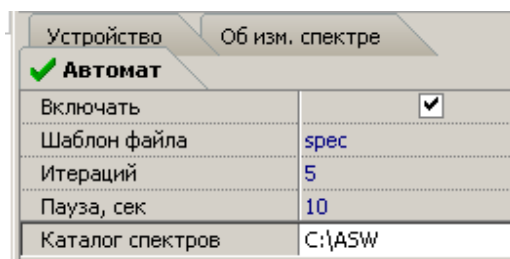 Устройство Об изм. спектре
Автомат
Включать
Шаблон файла spec
Итераций 5
Пауза, сек 10
Каталог спектров C:\ASW